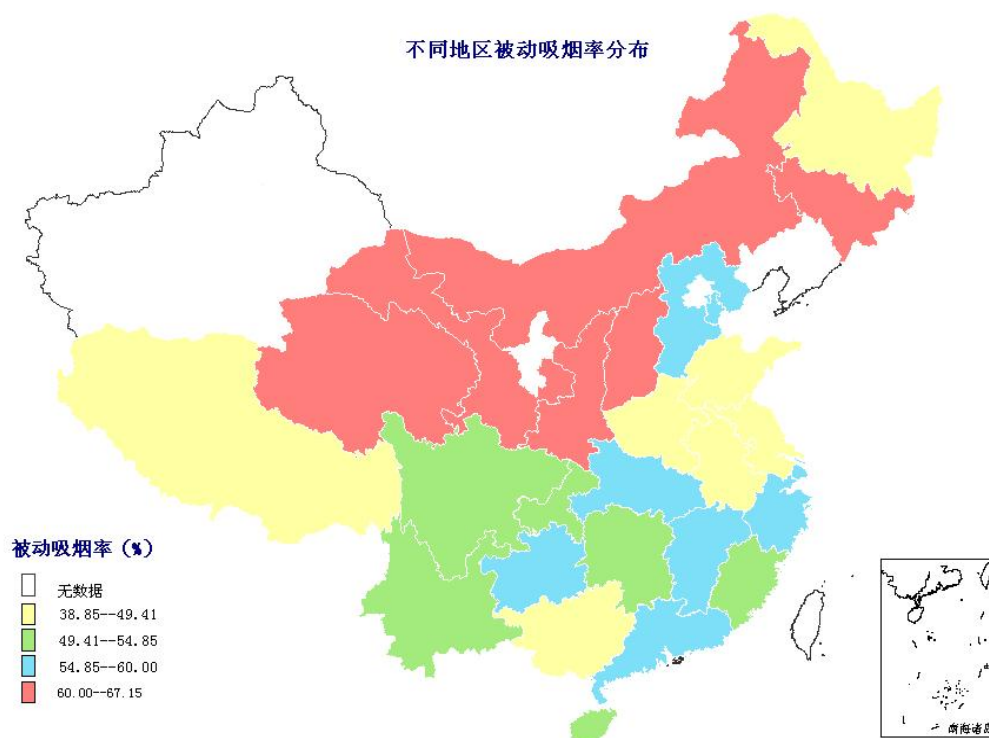 不同地区被动吸烟率分布
被动吸烟率（%）
无数据
38.85--49.41
49.41--54.85
54.85--60.00
60.00--67.15
南海诸岛